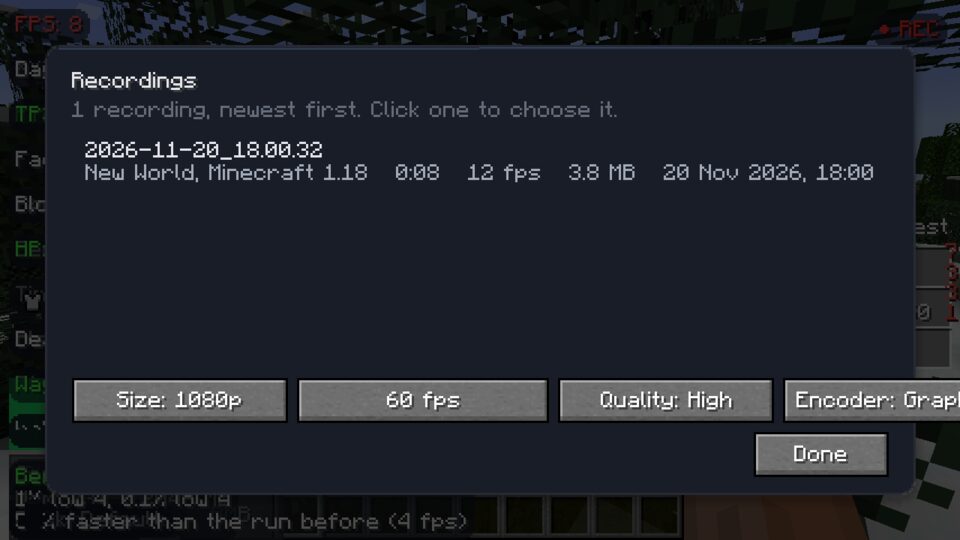 FPS: 8
REC
Recordings
1 recording, newest first. Click one to choose it.
2026-11-20_18.00.32
New World, Minecraft 1.18 0:08 12 fps 3.8 MB 20 Nov 2026, 18:00
Size: 1080p
60 fps
Quality: High
Encoder: Grap
Done
faster than the run before (4 fps)